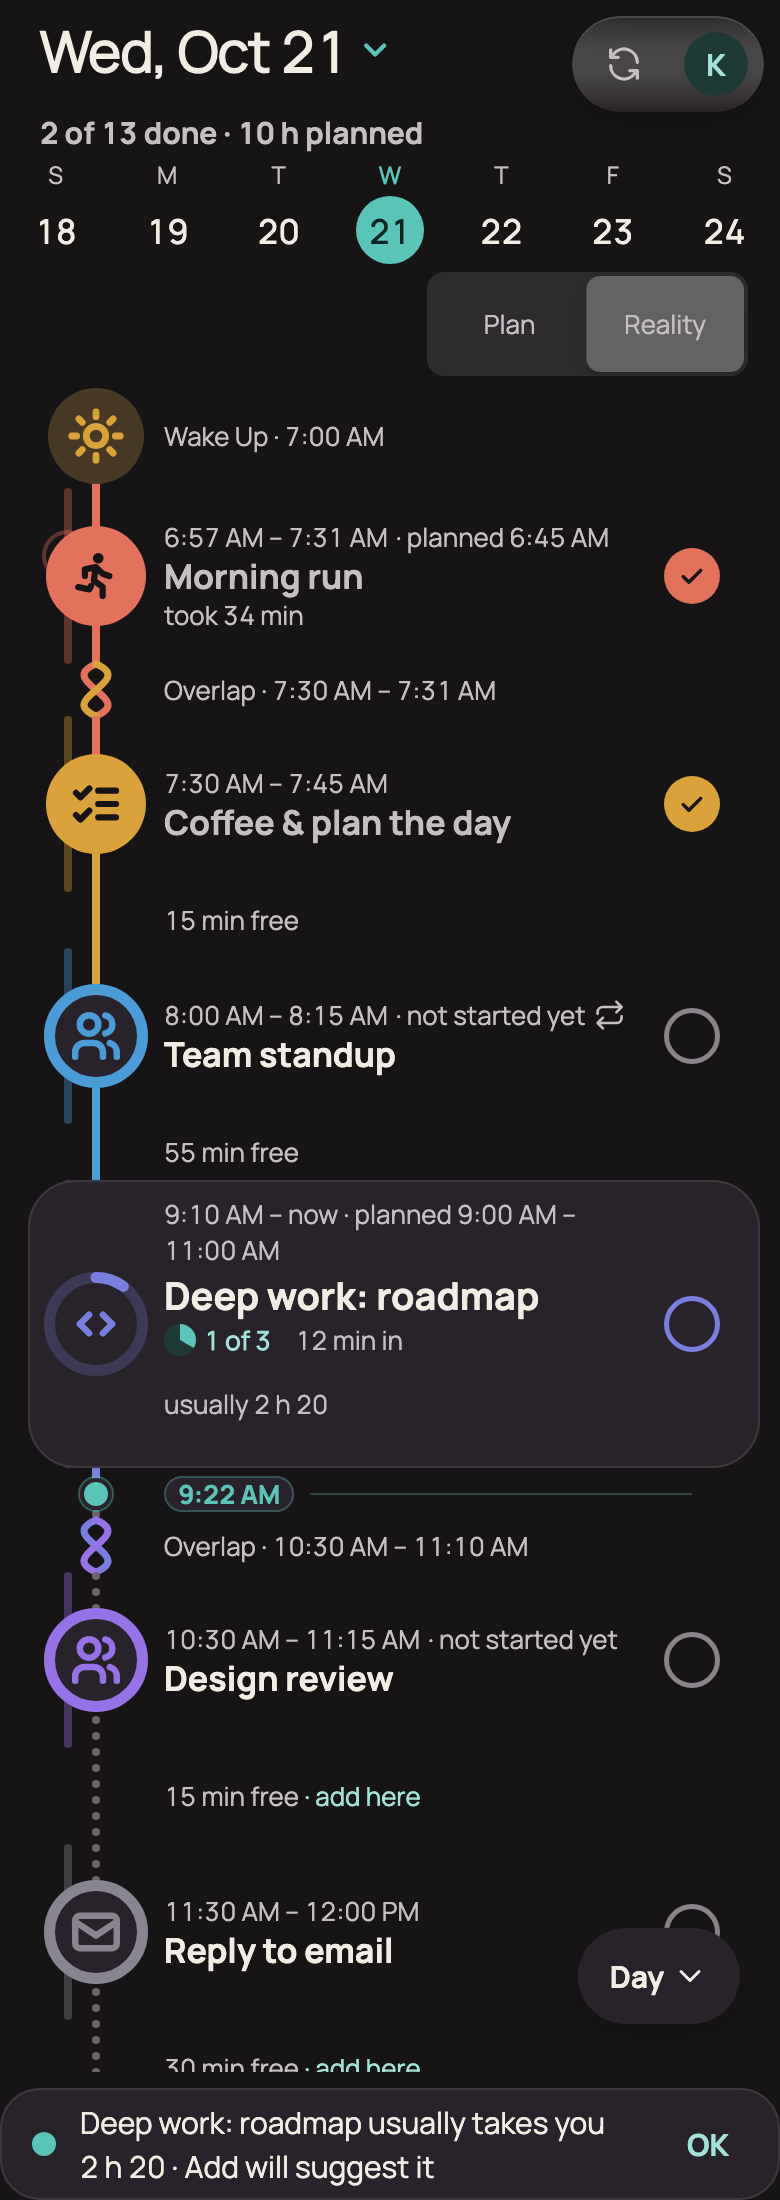 Wed, Oct 21
K
2 of 13 done · 10 h planned
S M T W T F S
18 19 20 21 22 23 24
Plan Reality
Wake Up · 7:00 AM
6:57 AM – 7:31 AM · planned 6:45 AM
Morning run
took 34 min
Overlap · 7:30 AM – 7:31 AM
7:30 AM – 7:45 AM
Coffee & plan the day
15 min free
8:00 AM – 8:15 AM · not started yet
Team standup
55 min free
9:10 AM – now · planned 9:00 AM –
11:00 AM
Deep work: roadmap
1 of 3 12 min in
usually 2 h 20
9:22 AM
Overlap · 10:30 AM – 11:10 AM
10:30 AM – 11:15 AM · not started yet
Design review
15 min free · add here
11:30 AM – 12:00 PM
Reply to email
Day
30 min free · add here
Deep work: roadmap usually takes you
2 h 20 · Add will suggest it
OK